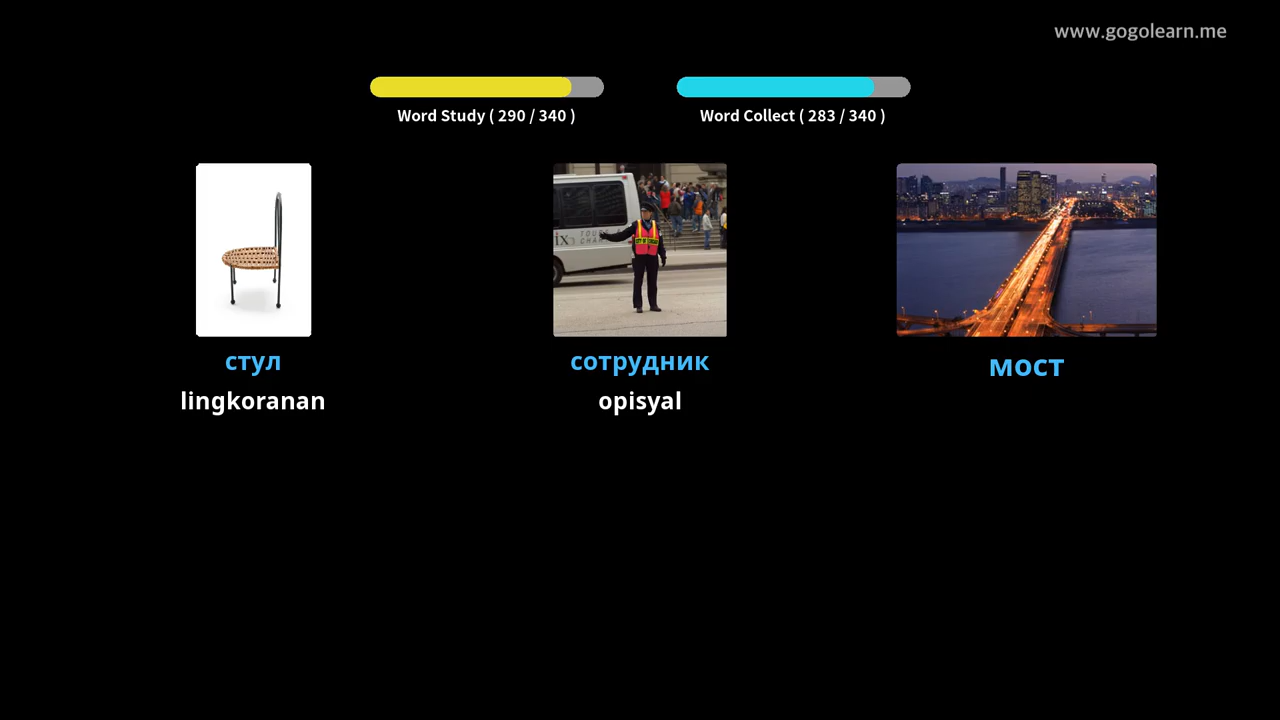 www.gogolearn.me
Word Study ( 290 / 340 )
Word Collect ( 283 / 340 )
стул
lingkoranan
сотрудник
opisyal
мост